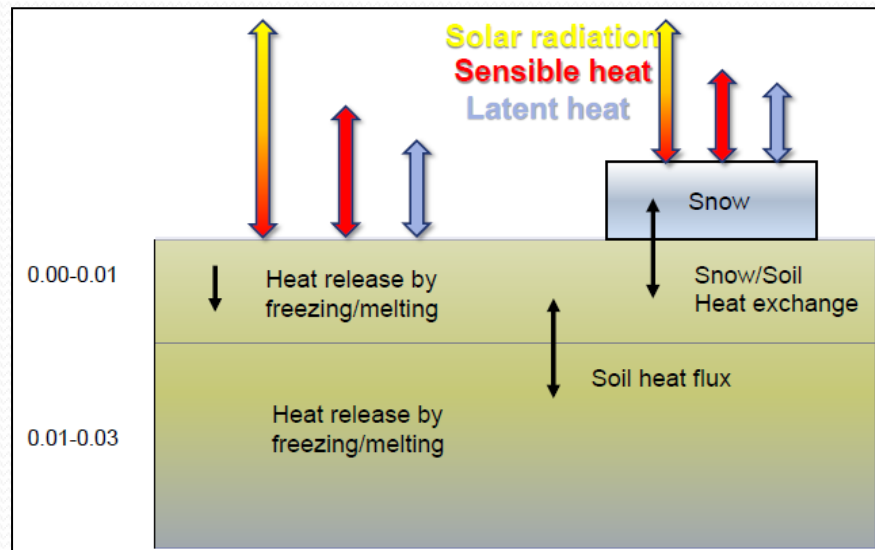 Solar radiation
Sensible heat
Latent heat
Snow
0.00-0.01
Heat release by
freezing/melting
Snow/Soil
Heat exchange
Soil heat flux
0.01-0.03
Heat release by
freezing/melting